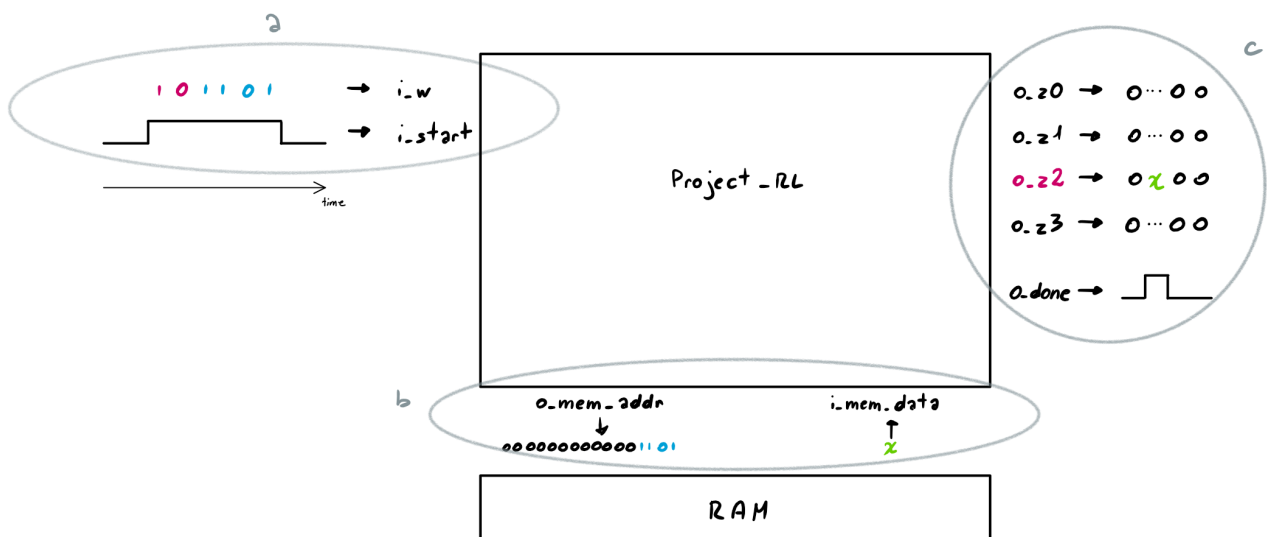 a
1 0 1 1 0 1 → i_w
i_start
time
Project_RL
c
o_z0 → 0 ... 0 0
o_z1 → 0 ... 0 0
o_z2 → 0 x 0 0
o_z3 → 0 ... 0 0
o_done →
b
o_mem_addr
i_mem_data
0000000000001101
x
RAM